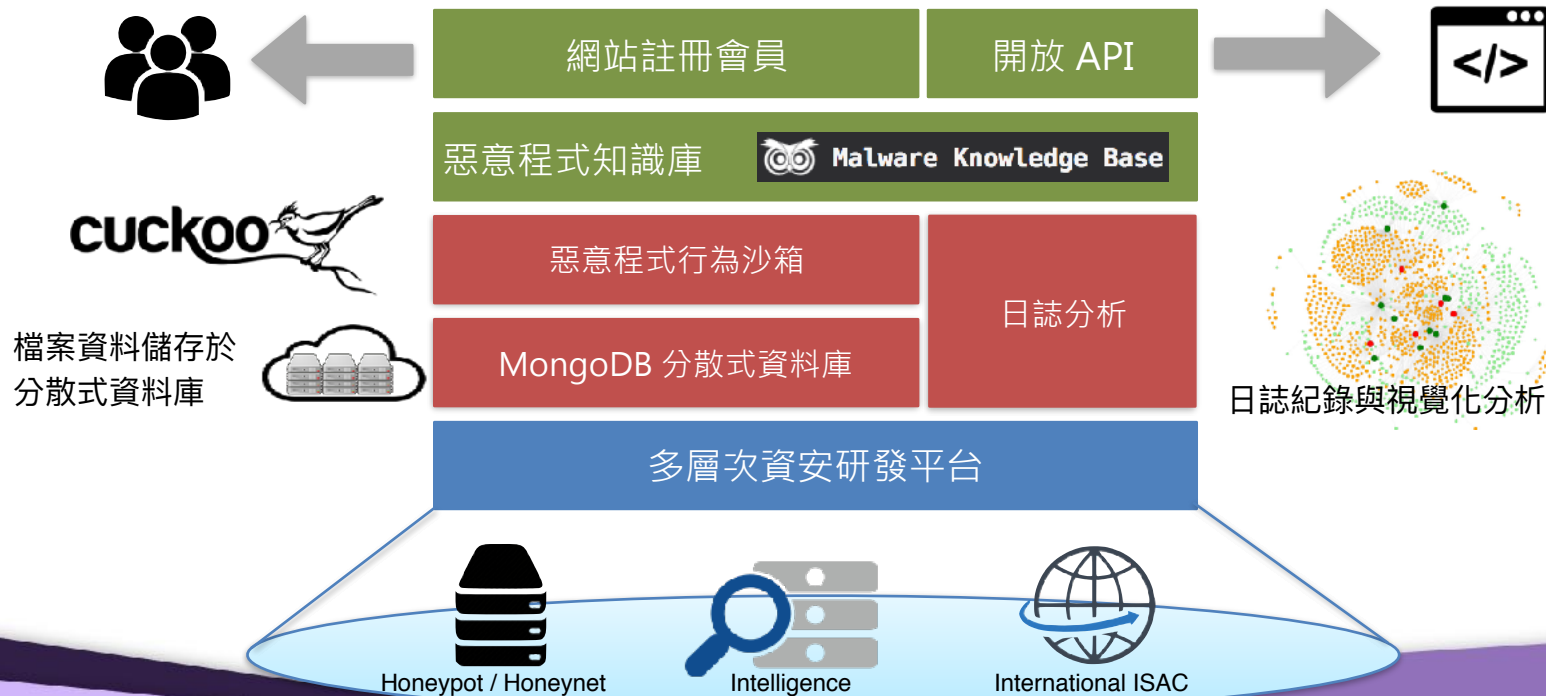 網站註冊會員
開放 API
</>
惡意程式知識庫
Malware Knowledge Base
cuckoo
惡意程式行為沙箱
日誌分析
檔案資料儲存於
分散式資料庫
MongoDB 分散式資料庫
日誌紀錄與視覺化分析
多層次資安研發平台
Honeypot / Honeynet
Intelligence
International ISAC